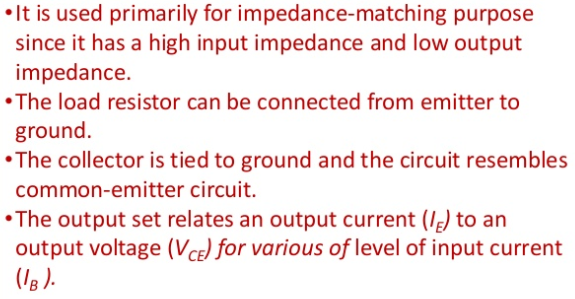 •It is used primarily for impedance-matching purpose
since it has a high input impedance and low output
impedance.
•The load resistor can be connected from emitter to
ground.
•The collector is tied to ground and the circuit resembles
common-emitter circuit.
•The output set relates an output current (I_E) to an
output voltage (V_CE) for various of level of input current
(I_B ).